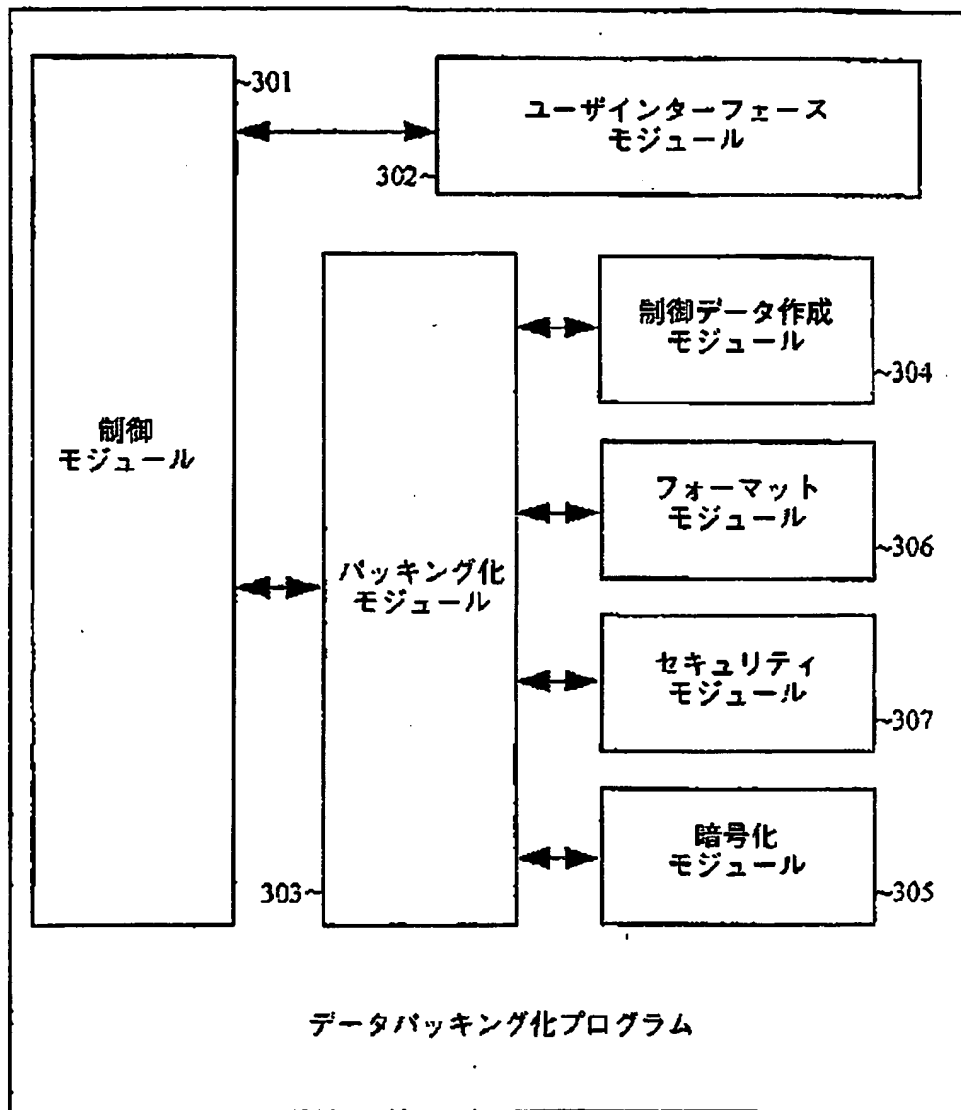 ~301
ユーザインターフェース
モジュール
302~
制御データ作成
モジュール
~304
制御
モジュール
フォーマット
モジュール
~306
パッキング化
モジュール
セキュリティ
モジュール
~307
暗号化
モジュール
303~
~305
データパッキング化プログラム